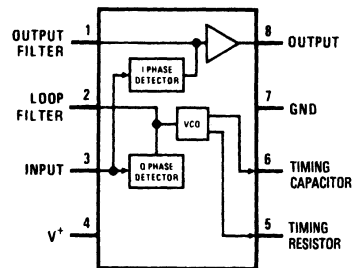 1
OUTPUT
FILTER
8
OUTPUT
I PHASE
DETECTOR
LOOP
FILTER
2
7
GND
VCO
INPUT
3
Q PHASE
DETECTOR
6
TIMING
CAPACITOR
4
V+
5
TIMING
RESISTOR